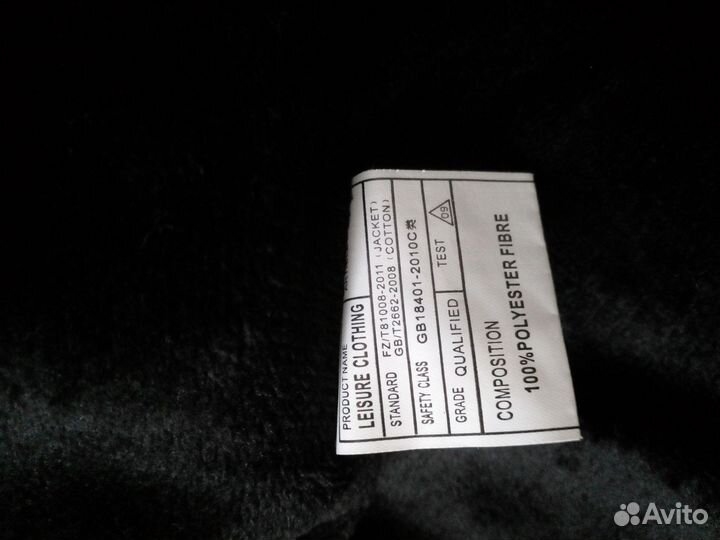 PRODUCT NAME
LEISURE CLOTHING
STANDARD FZ/T81008-2011 (JACKET)
GB/T2662-2008 (COTTON)
SAFETY CLASS GB18401-2010C类
GRADE QUALIFIED TEST 09
COMPOSITION
100%POLYESTER FIBRE
Avito